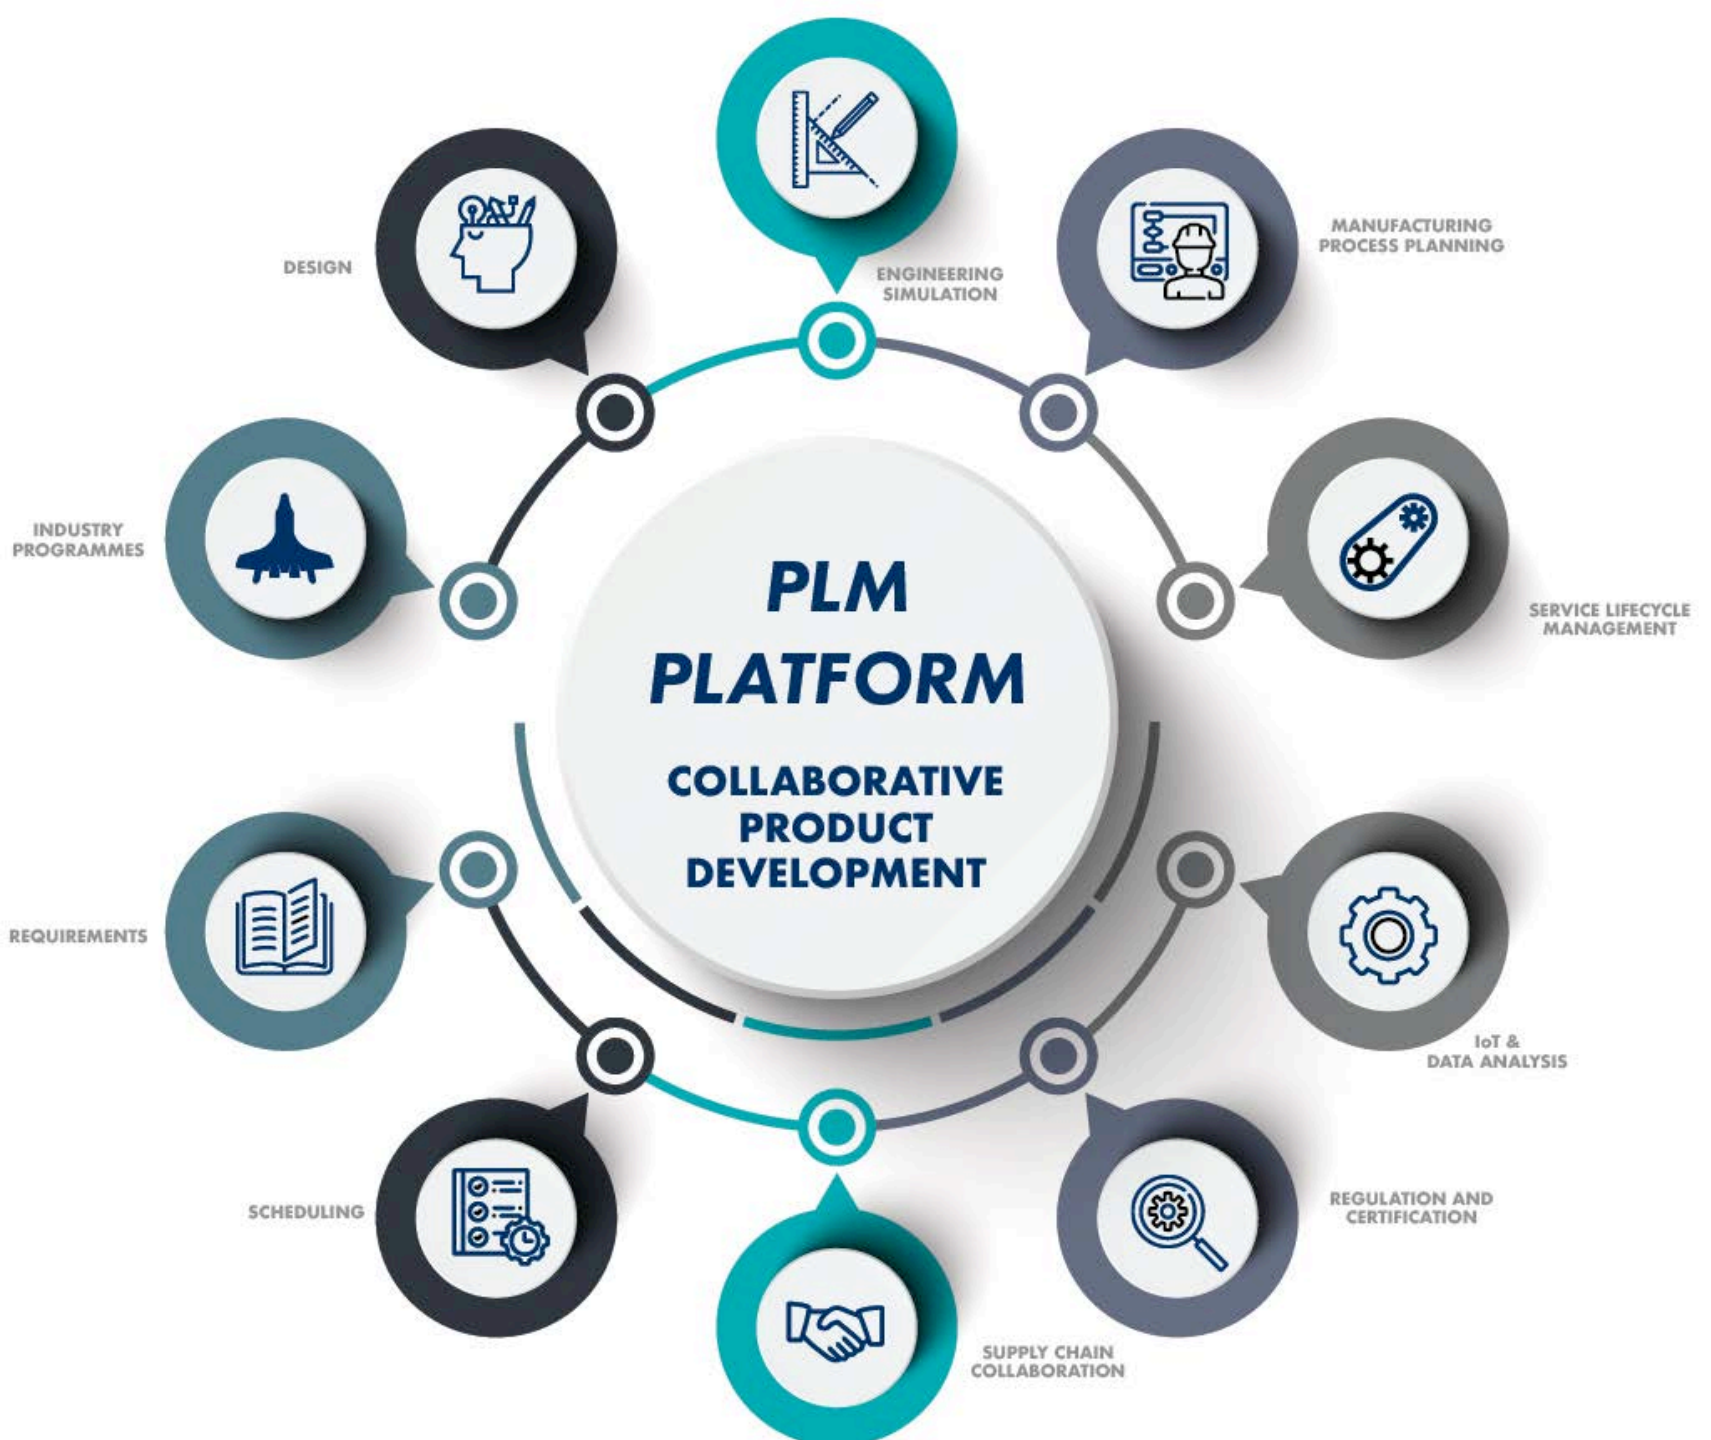 ENGINEERING
SIMULATION
MANUFACTURING
PROCESS PLANNING
DESIGN
INDUSTRY
PROGRAMMES
SERVICE LIFECYCLE
MANAGEMENT
PLM
PLATFORM
COLLABORATIVE
PRODUCT
DEVELOPMENT
REQUIREMENTS
IoT &
DATA ANALYSIS
SCHEDULING
REGULATION AND
CERTIFICATION
SUPPLY CHAIN
COLLABORATION